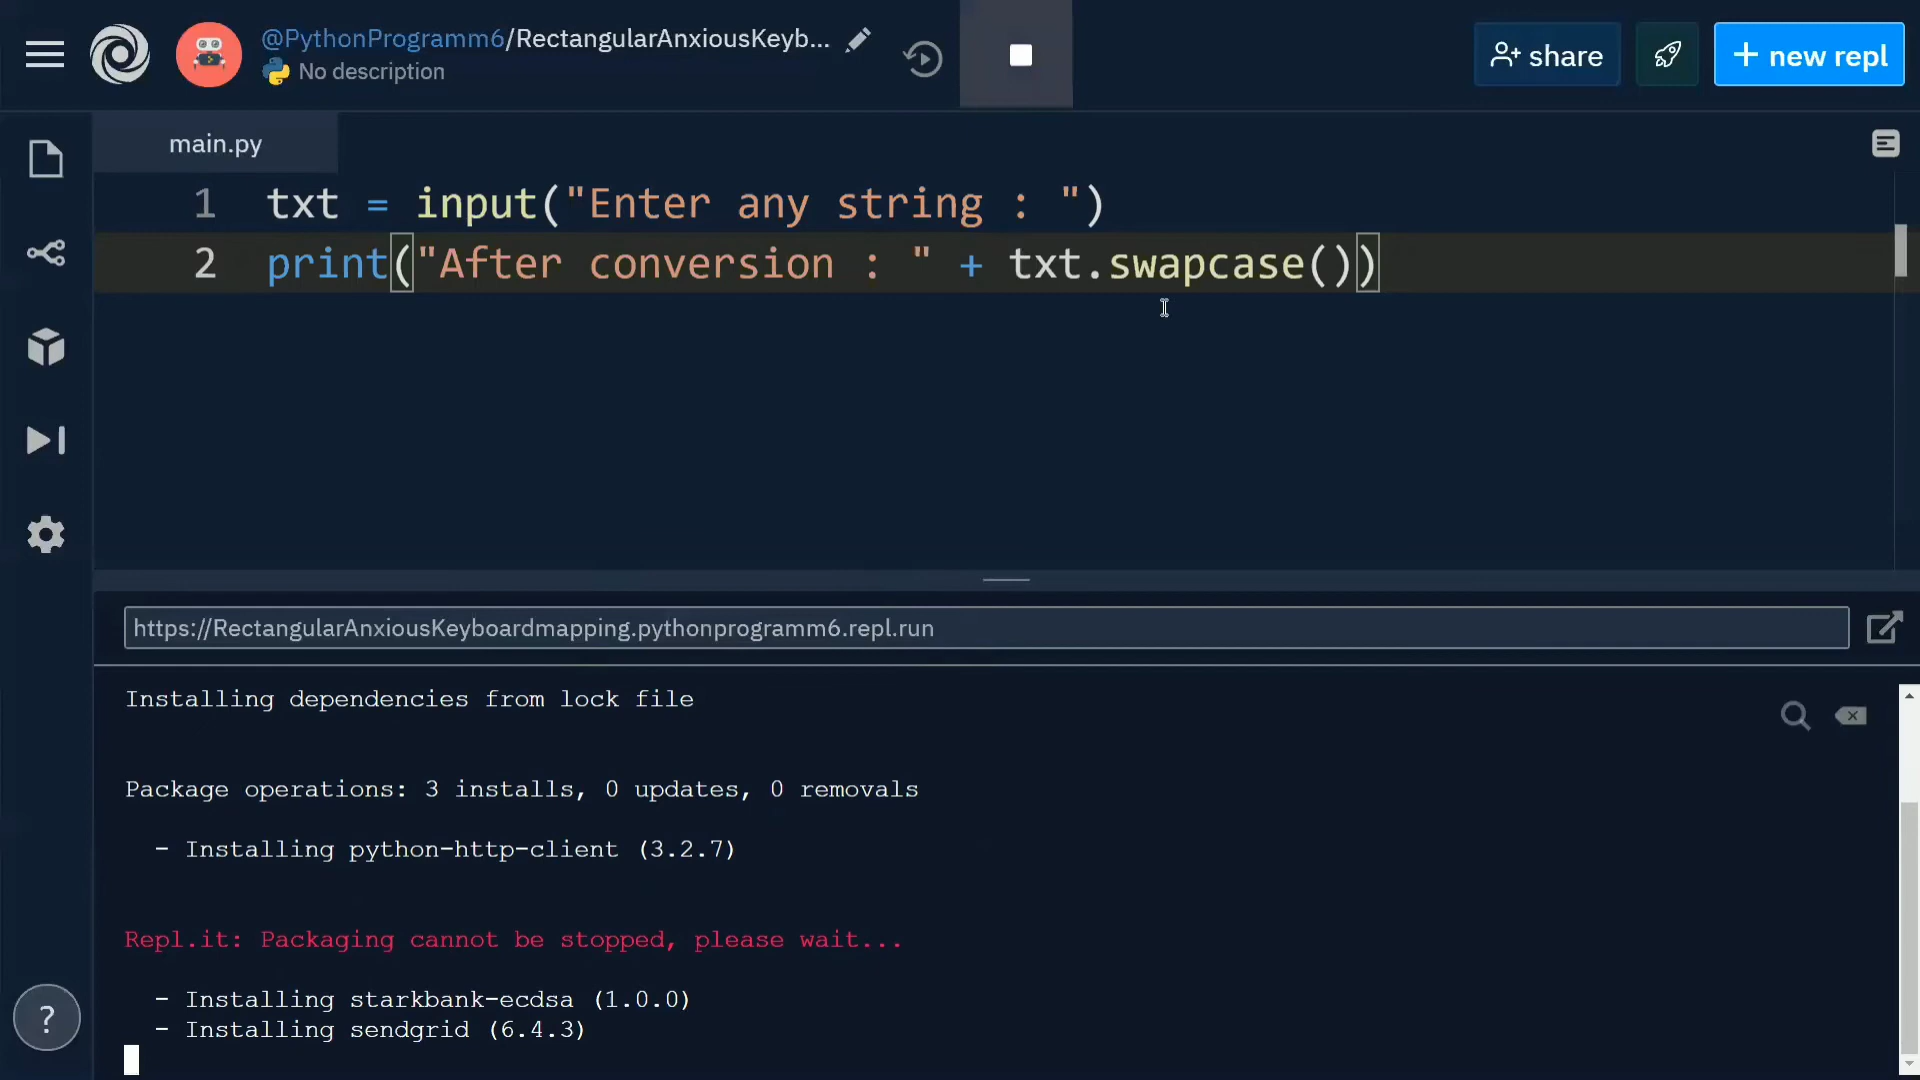 @PythonProgramm6/RectangularAnxiousKeyb...
No description
share
+ new repl
main.py
1 txt = input("Enter any string : ")
2 print("After conversion : " + txt.swapcase())
https://RectangularAnxiousKeyboardmapping.pythonprogramm6.repl.run
Installing dependencies from lock file
Package operations: 3 installs, 0 updates, 0 removals
- Installing python-http-client (3.2.7)
Repl.it: Packaging cannot be stopped, please wait...
- Installing starkbank-ecdsa (1.0.0)
- Installing sendgrid (6.4.3)
?